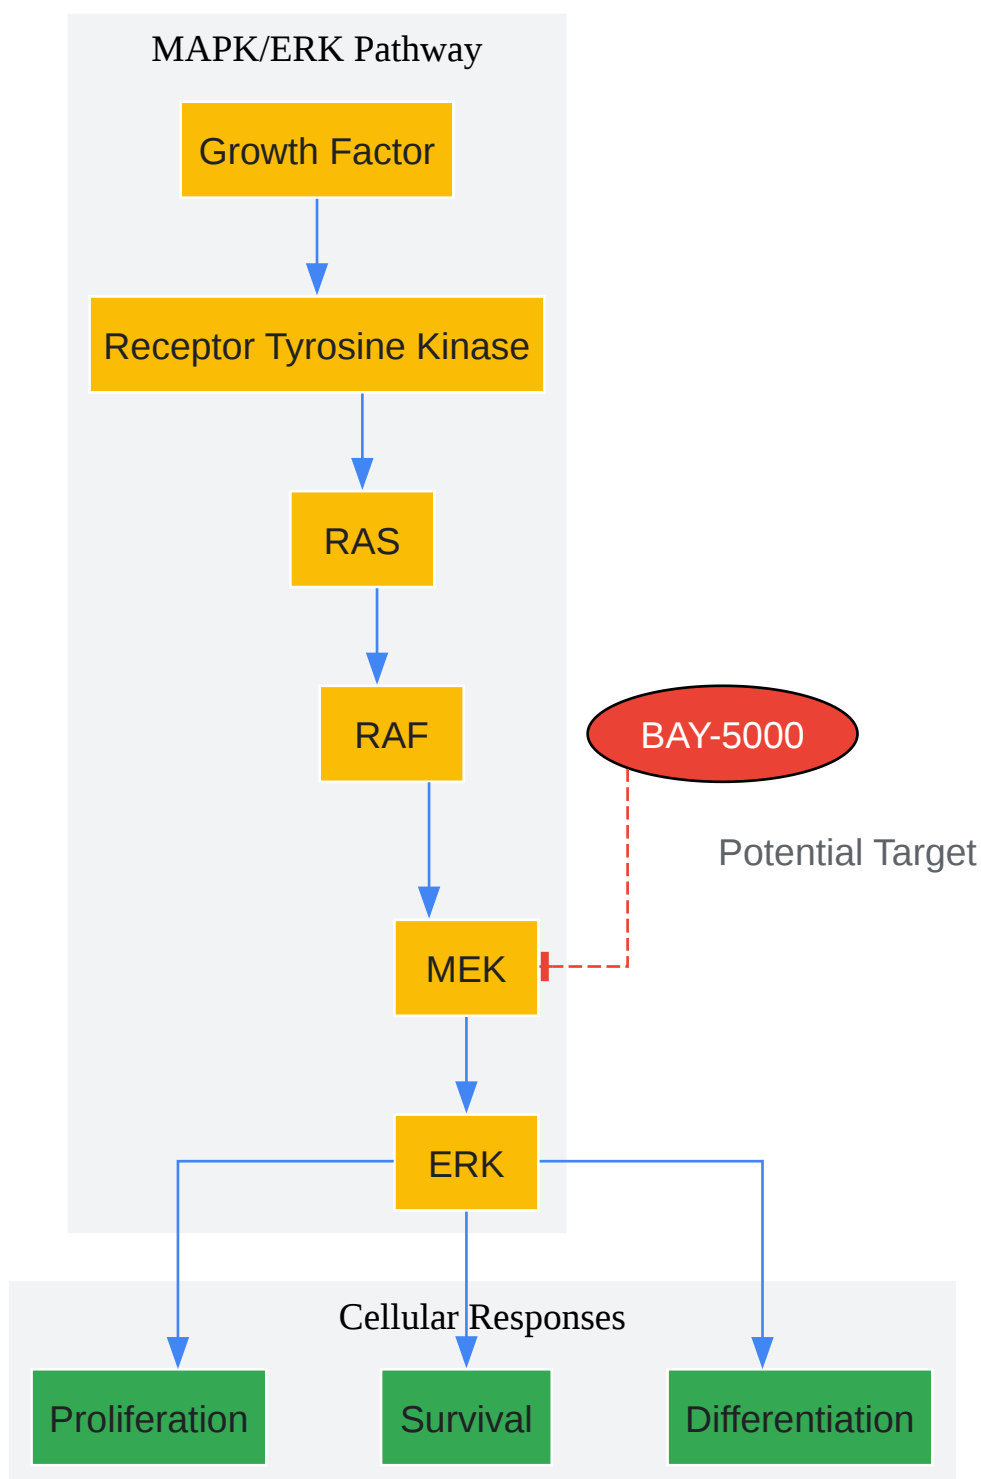 MAPK/ERK Pathway
Growth Factor
Receptor Tyrosine Kinase
RAS
RAF
BAY-5000
Potential Target
MEK
ERK
Cellular Responses
Proliferation
Survival
Differentiation